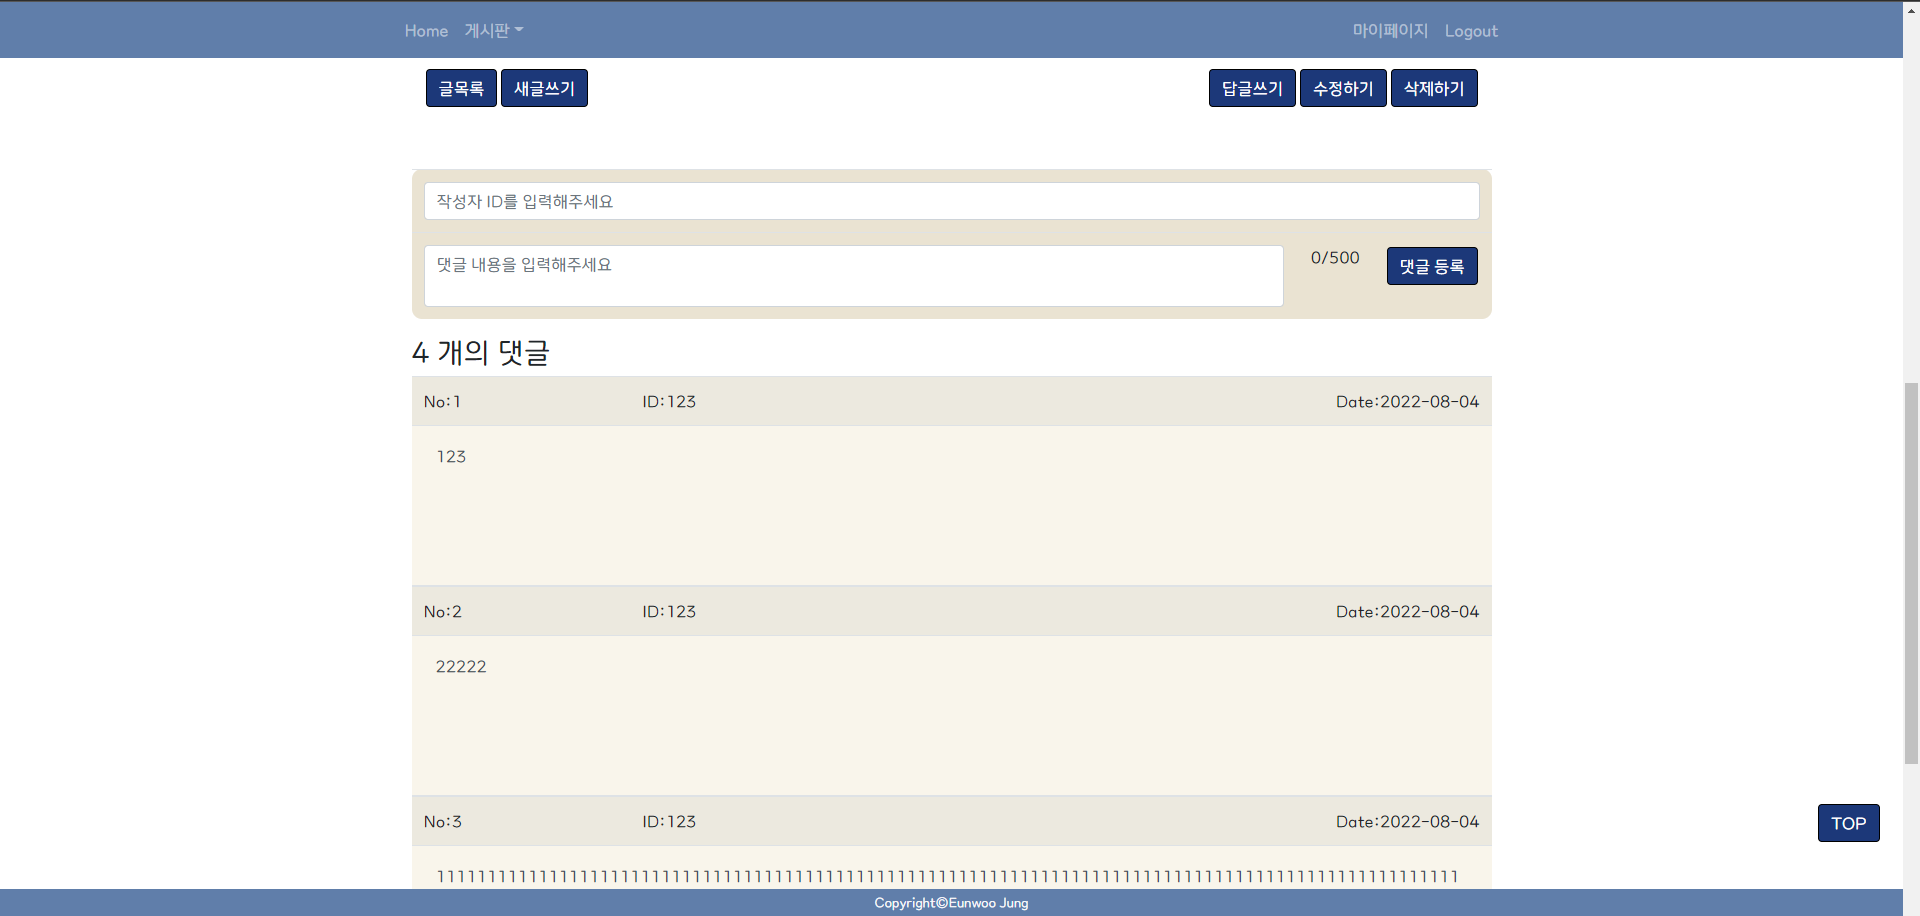 Home 게시판 마이페이지 Logout
글목록 새글쓰기 답글쓰기 수정하기 삭제하기
작성자 ID를 입력해주세요
댓글 내용을 입력해주세요 0/500 댓글 등록
4 개의 댓글
No:1 ID:123 Date:2022-08-04
123
No:2 ID:123 Date:2022-08-04
22222
No:3 ID:123 Date:2022-08-04
TOP
Copyright©Eunwoo Jung